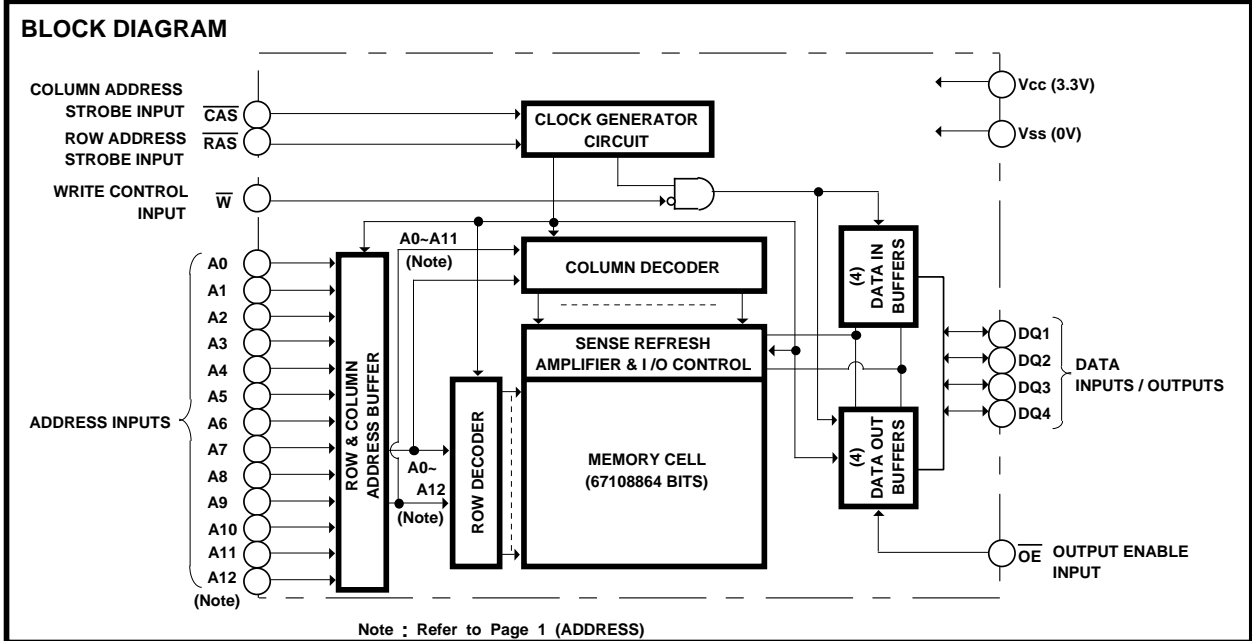 BLOCK DIAGRAM
COLUMN ADDRESS
STROBE INPUT
CAS
ROW ADDRESS
STROBE INPUT
RAS
WRITE CONTROL
INPUT
W
CLOCK GENERATOR
CIRCUIT
Vcc (3.3V)
Vss (0V)
ADDRESS INPUTS
A0
A1
A2
A3
A4
A5
A6
A7
A8
A9
A10
A11
A12
(Note)
ROW & COLUMN
ADDRESS BUFFER
A0~A11
(Note)
A0~
A12
(Note)
ROW DECODER
COLUMN DECODER
SENSE REFRESH
AMPLIFIER & I /O CONTROL
MEMORY CELL
(67108864 BITS)
(4)
DATA IN
BUFFERS
(4)
DATA OUT
BUFFERS
DQ1
DQ2
DQ3
DQ4
DATA
INPUTS / OUTPUTS
OE
OUTPUT ENABLE
INPUT
Note : Refer to Page 1 (ADDRESS)